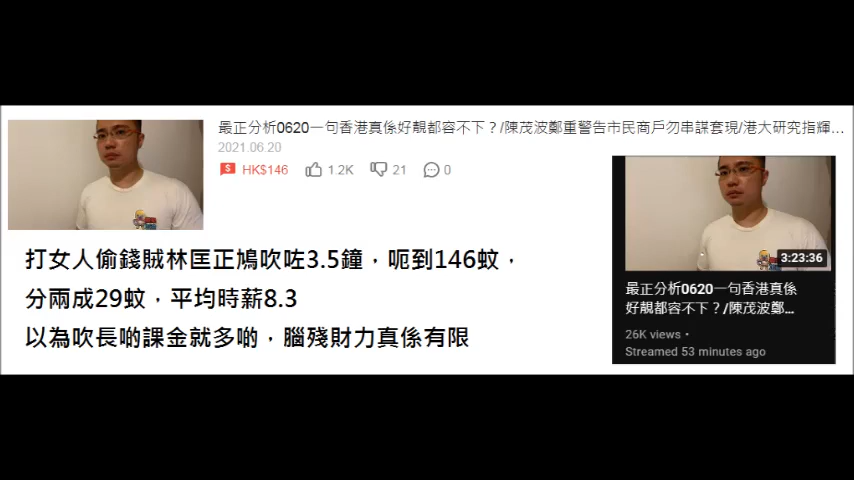 最正分析0620一句香港真係好靚都容不下？/陳茂波鄭重警告市民商戶勿串謀套現/港大研究指輝...
2021.06.20
HK$146 1.2K 21 0
打女人偷錢賊林匡正鳩吹咗3.5鐘，呃到146蚊，
分兩成29蚊，平均時薪8.3
以為吹長啲課金就多啲，腦殘財力真係有限
3:23:36
最正分析0620一句香港真係
好靚都容不下？/陳茂波鄭...
26K views •
Streamed 53 minutes ago